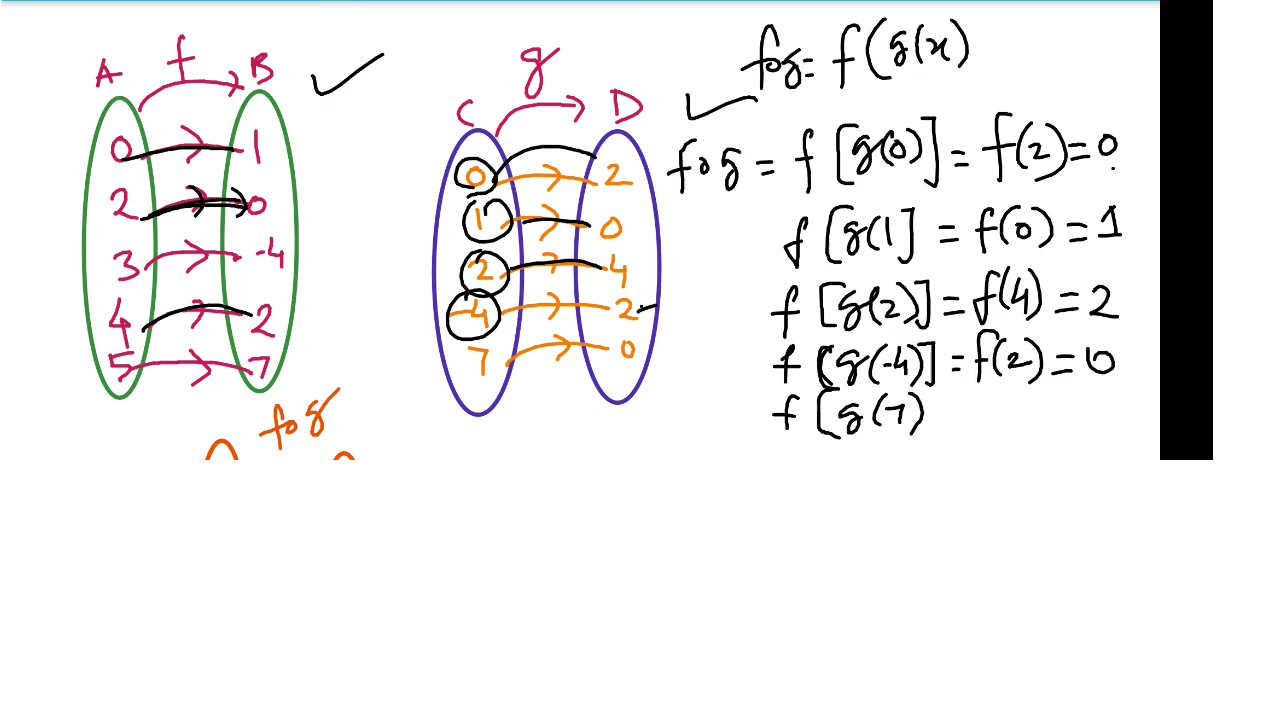 A f B
0 1
2 0
3 -4
4 2
5 7
C g D
0 2
1 0
2 4
-4 2
7 0
fog= f(g(x)
fog = f[g(0)] = f(2)=0
f[g(1] = f(0) = 1
f[g(2)] = f(4) = 2
f[g(-4)] = f(2) = 0
f[g(7)
fog